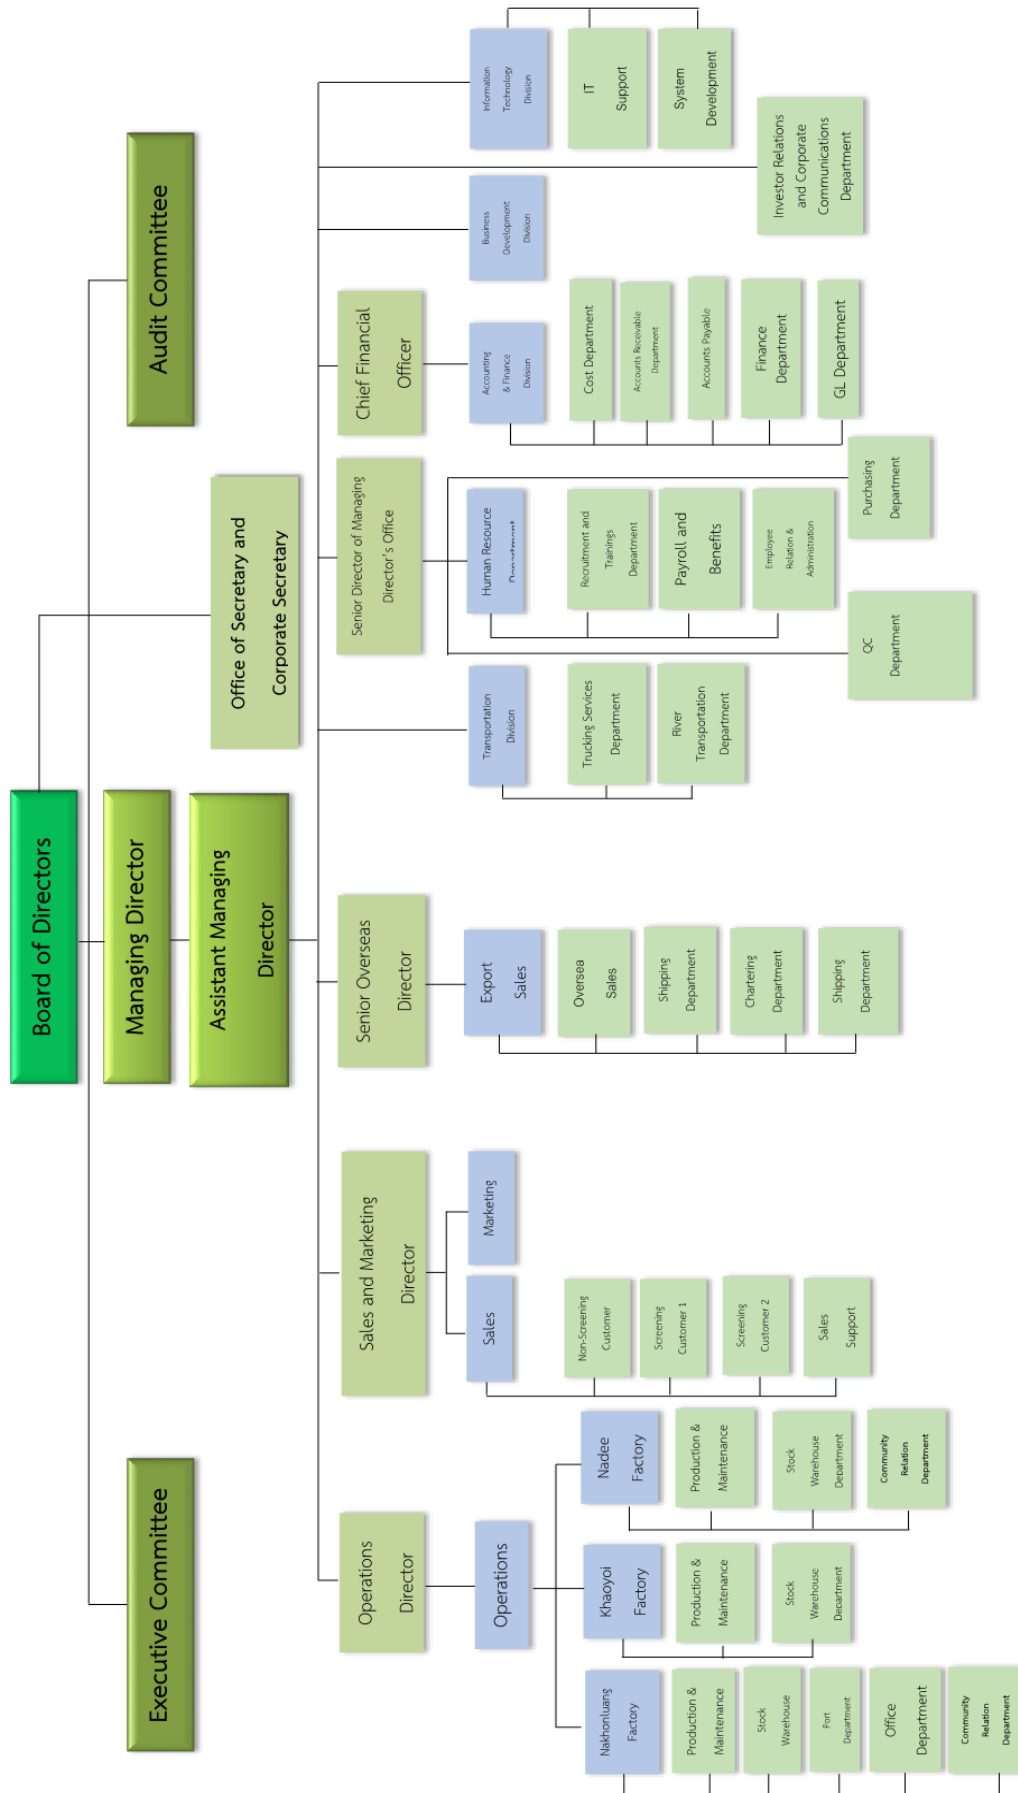 Board of Directors
Executive Committee
Audit Committee
Managing Director
Office of Secretary and
Corporate Secretary
Assistant Managing
Director
Operations
Director
Sales and Marketing
Director
Senior Overseas
Director
Senior Director of Managing
Director's Office
Chief Financial
Officer
Operations
Sales
Marketing
Export
Sales
Transportation
Division
Human Resource
Department
Accounting
& Finance
Division
Business
Development
Division
Information
Technology
Division
Nakhonluang
Factory
Production &
Maintenance
Stock
Warehouse
Port
Department
Office
Department
Community
Relation
Department
Khaoyoi
Factory
Production &
Maintenance
Stock
Warehouse
Department
Nadee
Factory
Production &
Maintenance
Stock
Warehouse
Department
Community
Relation
Department
Non-Screening
Customer
Screening
Customer 1
Screening
Customer 2
Sales
Support
Oversea
Sales
Shipping
Department
Chartering
Department
Shipping
Department
Trucking Services
Department
River
Transportation
Department
Recruitment and
Trainings
Department
Payroll and
Benefits
Employee
Relation &
Administration
QC
Department
Purchasing
Department
Cost Department
Accounts Receivable
Department
Accounts Payable
Finance
Department
GL Department
IT
Support
System
Development
Investor Relations
and Corporate
Communications
Department